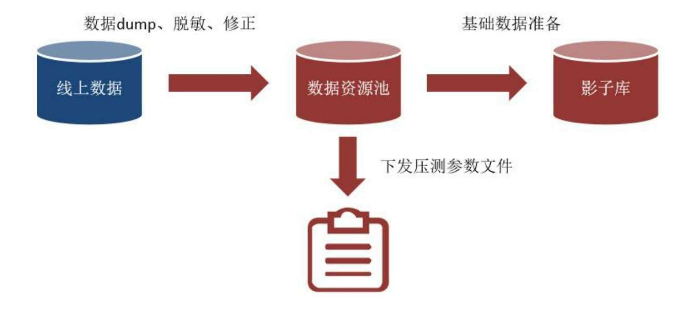 数据dump、脱敏、修正
基础数据准备
线上数据
数据资源池
影子库
下发压测参数文件